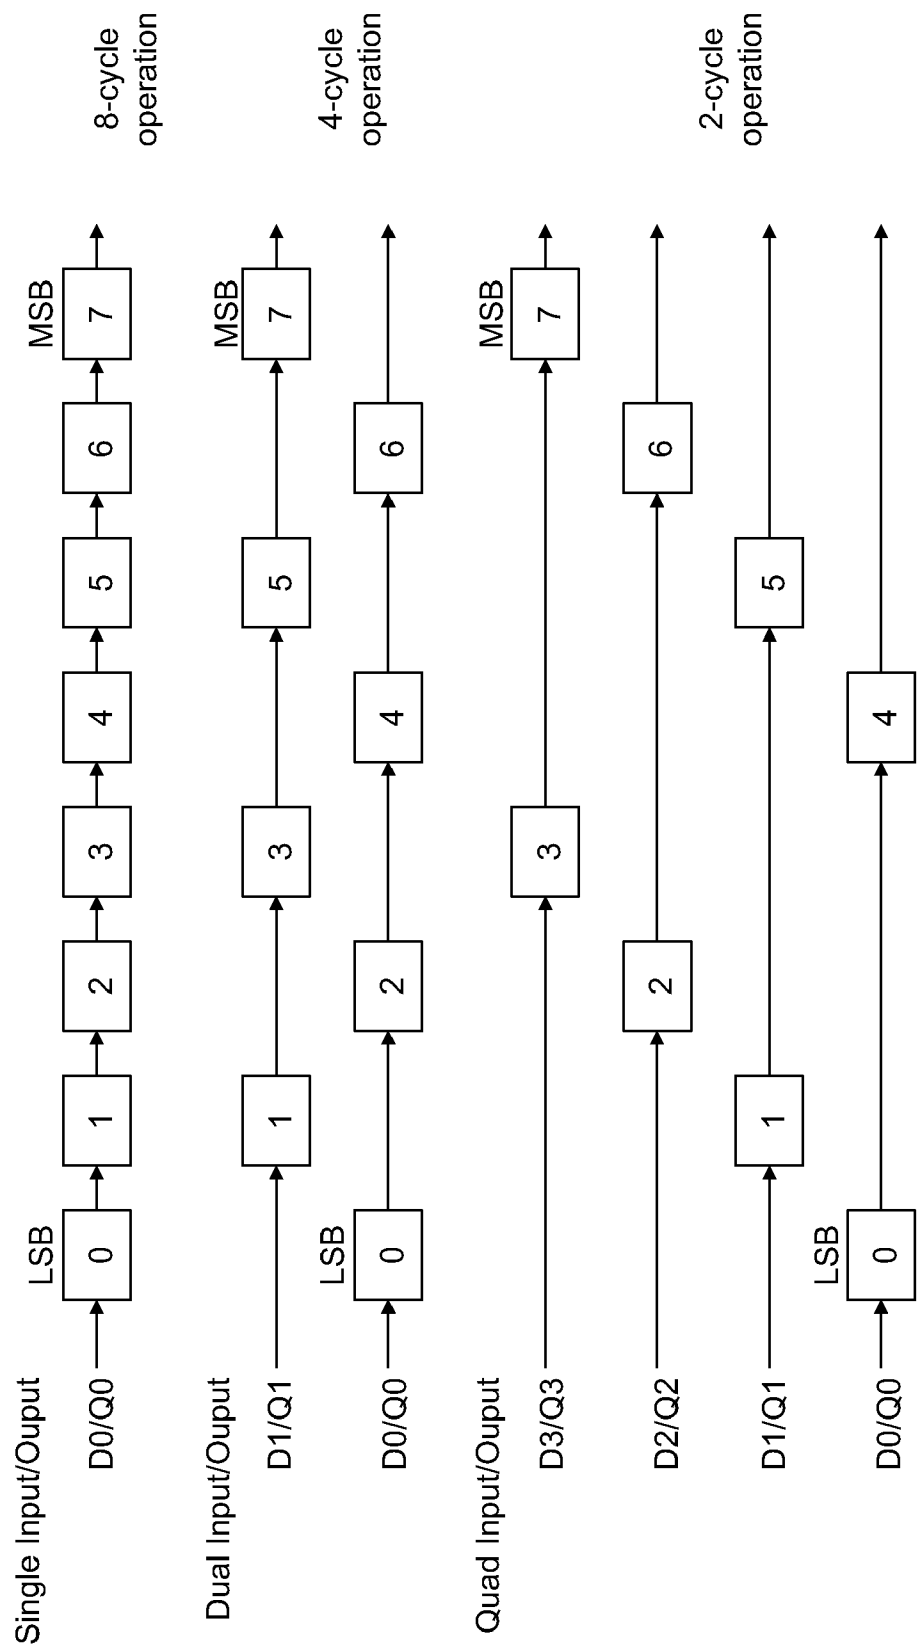 Single Input/Ouput
LSB
MSB
D0/Q0
0
1
2
3
4
5
6
7
8-cycle
operation
Dual Input/Ouput
MSB
D1/Q1
1
3
5
7
4-cycle
operation
LSB
D0/Q0
0
2
4
6
Quad Input/Ouput
MSB
D3/Q3
3
7
D2/Q2
2
6
2-cycle
operation
D1/Q1
1
5
LSB
D0/Q0
0
4